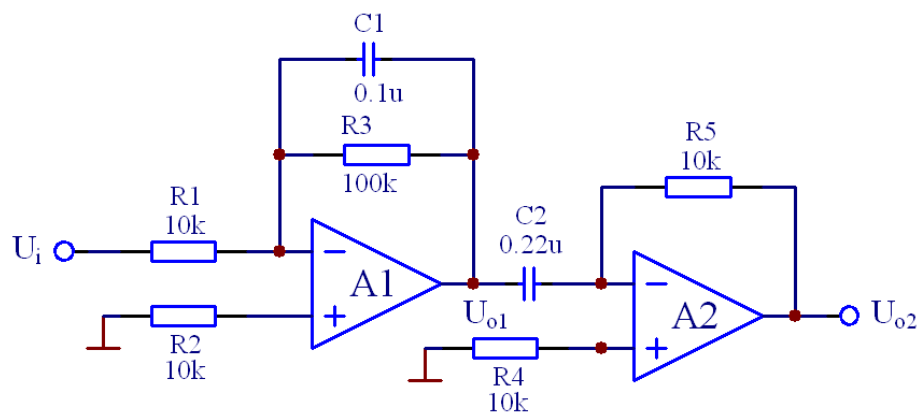 C1
0.1u
R3
100k
R5
10k
R1
10k
C2
0.22u
Ui
−
A1
+
Uo1
−
A2
+
Uo2
R2
10k
R4
10k